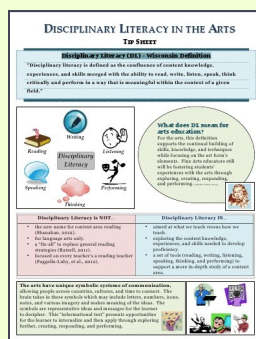 DISCIPLINARY LITERACY IN THE ARTS
TIP SHEET
Disciplinary Literacy (DL) - Wisconsin Definition
"Disciplinary literacy is defined as the confluence of content knowledge,
experiences, and skills merged with the ability to read, write, listen, speak, think
critically and perform in a way that is meaningful within the context of a given
field."
Writing
Reading
Listening
Disciplinary
Literacy
Speaking
Performing
Thinking
What does DL mean for
arts education?
For the arts, this definition
supports the continual building of
skills, knowledge, and techniques
while focusing on the art form's
elements. Fine Arts educators still
will be fostering students'
experiences with the arts through
exploring, creating, responding,
and performing.
Disciplinary Literacy is NOT...
• the new name for content area reading
(Shanahan, 2012).
• for language arts only.
• a "fix-all" to replace general reading
strategies
• focused on every teacher's a reading teacher
2012)
Disciplinary Literacy IS...
• aimed at what we teach versus how we
teach.
• exploring the content knowledge,
experiences, and skills needed to develop
proficiency.
• a set of tools (reading, writing, listening,
speaking, thinking, and performing) to
support a more in-depth study of a content
area.
The arts have unique symbolic systems of communication,
allowing people across countries, cultures, and time to connect. The
brain takes in these symbols which may include letters, numbers, icons,
notes, and various imagery and makes meaning of the ideas. The
symbols are representative ideas and messages for the learner
to decipher. This "informational text" presents opportunities
for the learner to internalize and then apply through exploring
further, creating, responding, and performing.